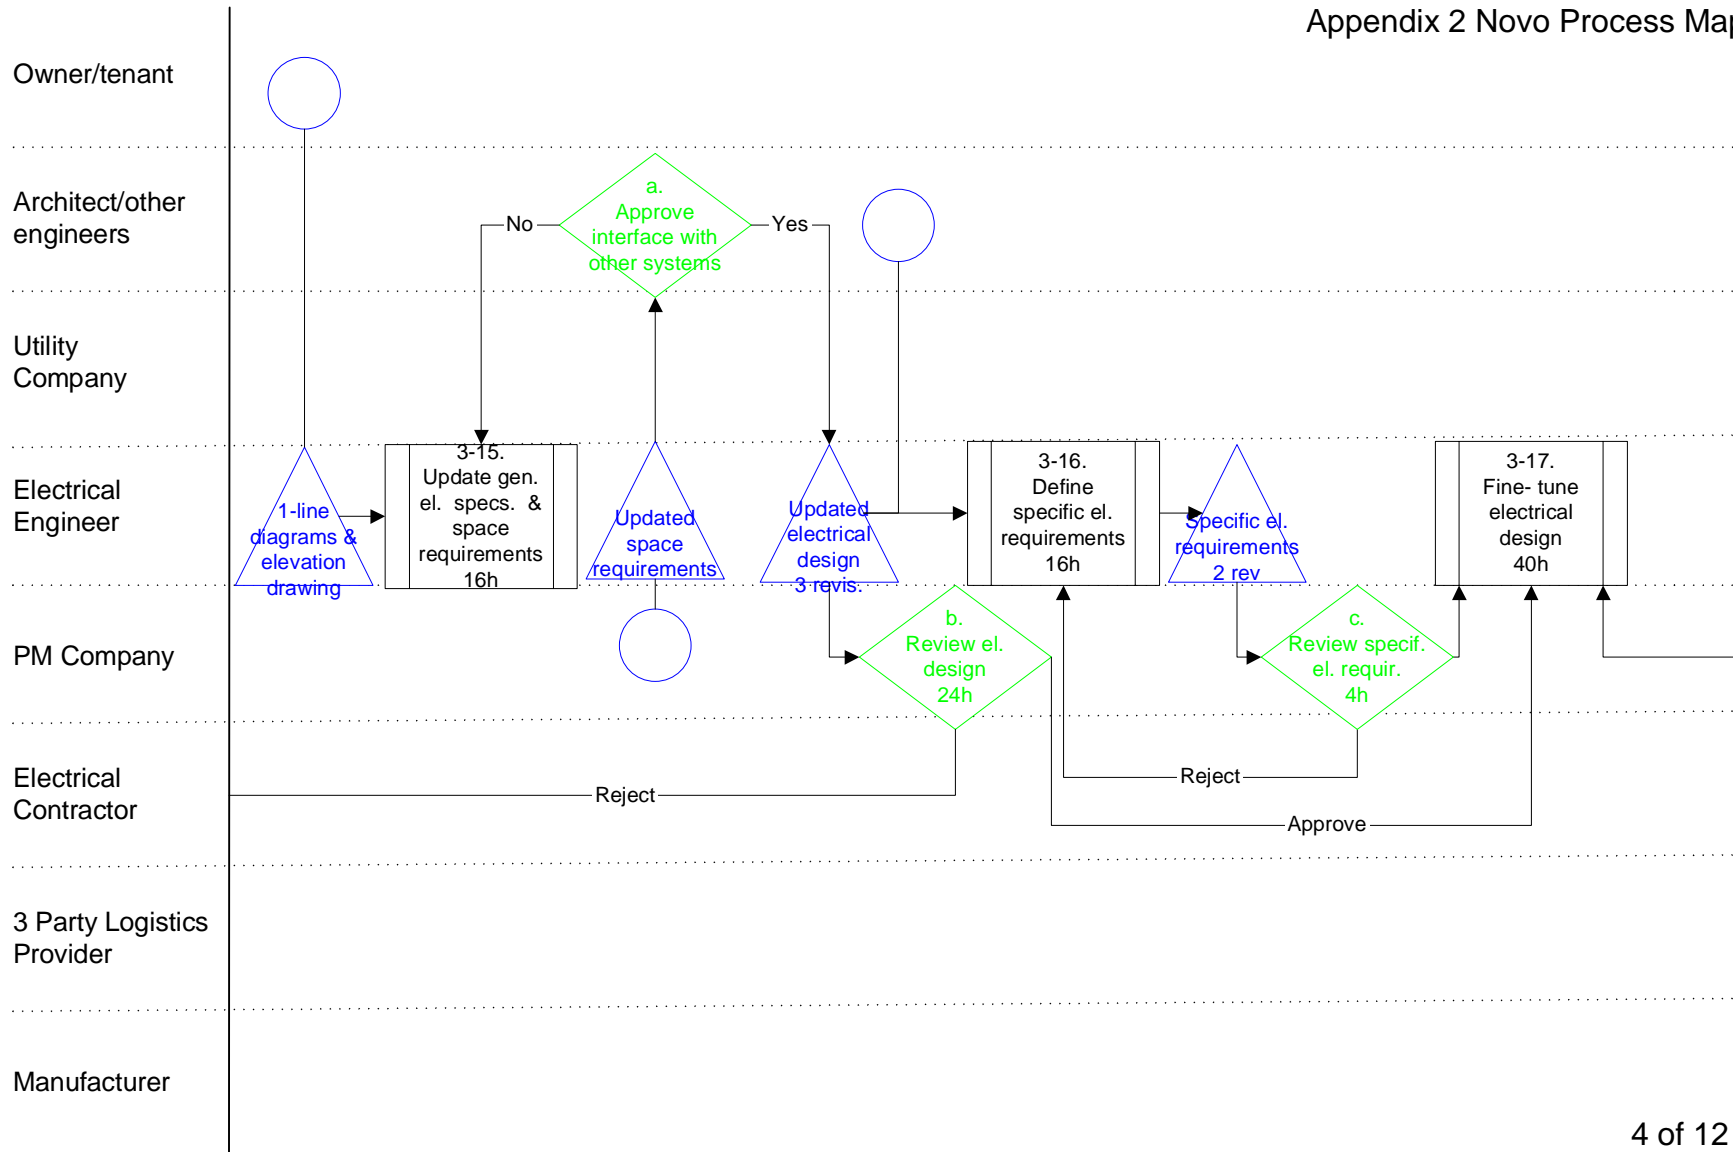 Appendix 2 Novo Process Map
Owner/tenant
Architect/other
engineers
a.
Approve
interface with
other systems
No
Yes
Utility
Company
Electrical
Engineer
1-line
diagrams &
elevation
drawing
3-15.
Update gen.
el. specs. &
space
requirements
16h
Updated
space
requirements
Updated
electrical
design
3 revis.
3-16.
Define
specific el.
requirements
16h
Specific el.
requirements
2 rev
3-17.
Fine- tune
electrical
design
40h
PM Company
b.
Review el.
design
24h
c.
Review specif.
el. requir.
4h
Electrical
Contractor
Reject
Reject
Approve
3 Party Logistics
Provider
Manufacturer
4 of 12